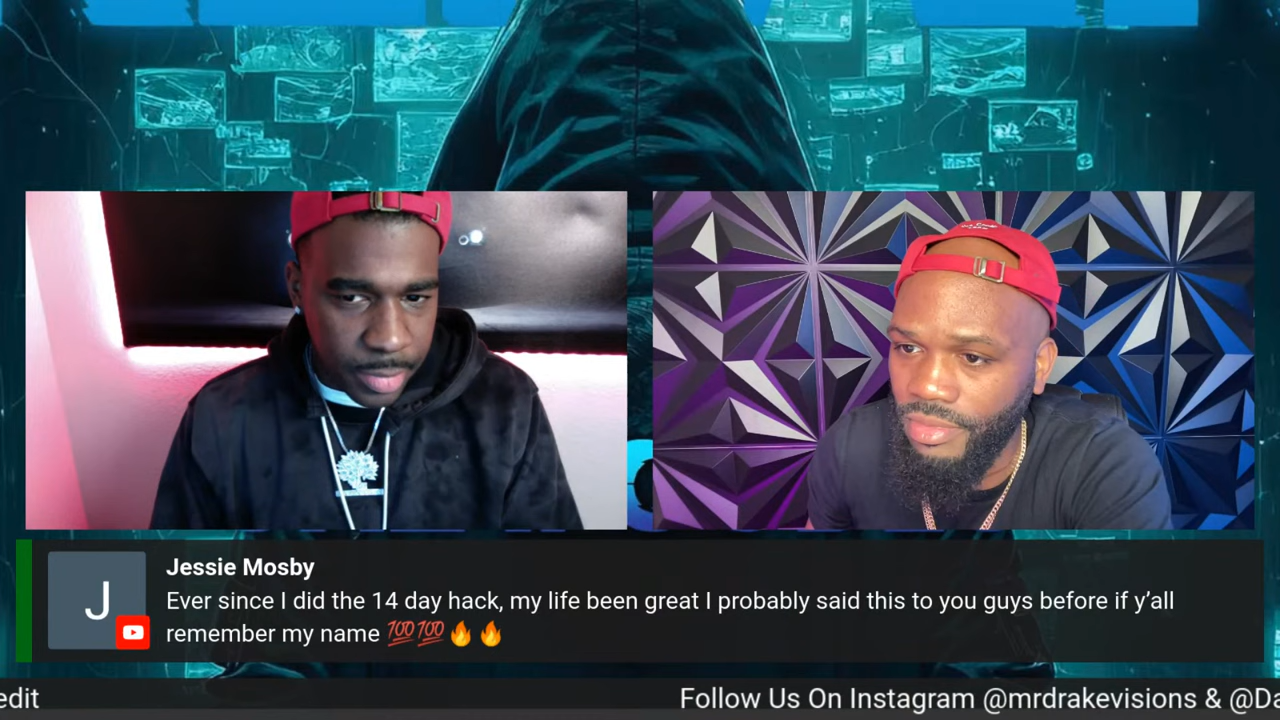 J
Jessie Mosby
Ever since I did the 14 day hack, my life been great I probably said this to you guys before if y’all
remember my name 💯💯🔥🔥
edit Follow Us On Instagram @mrdrakevisions & @Da